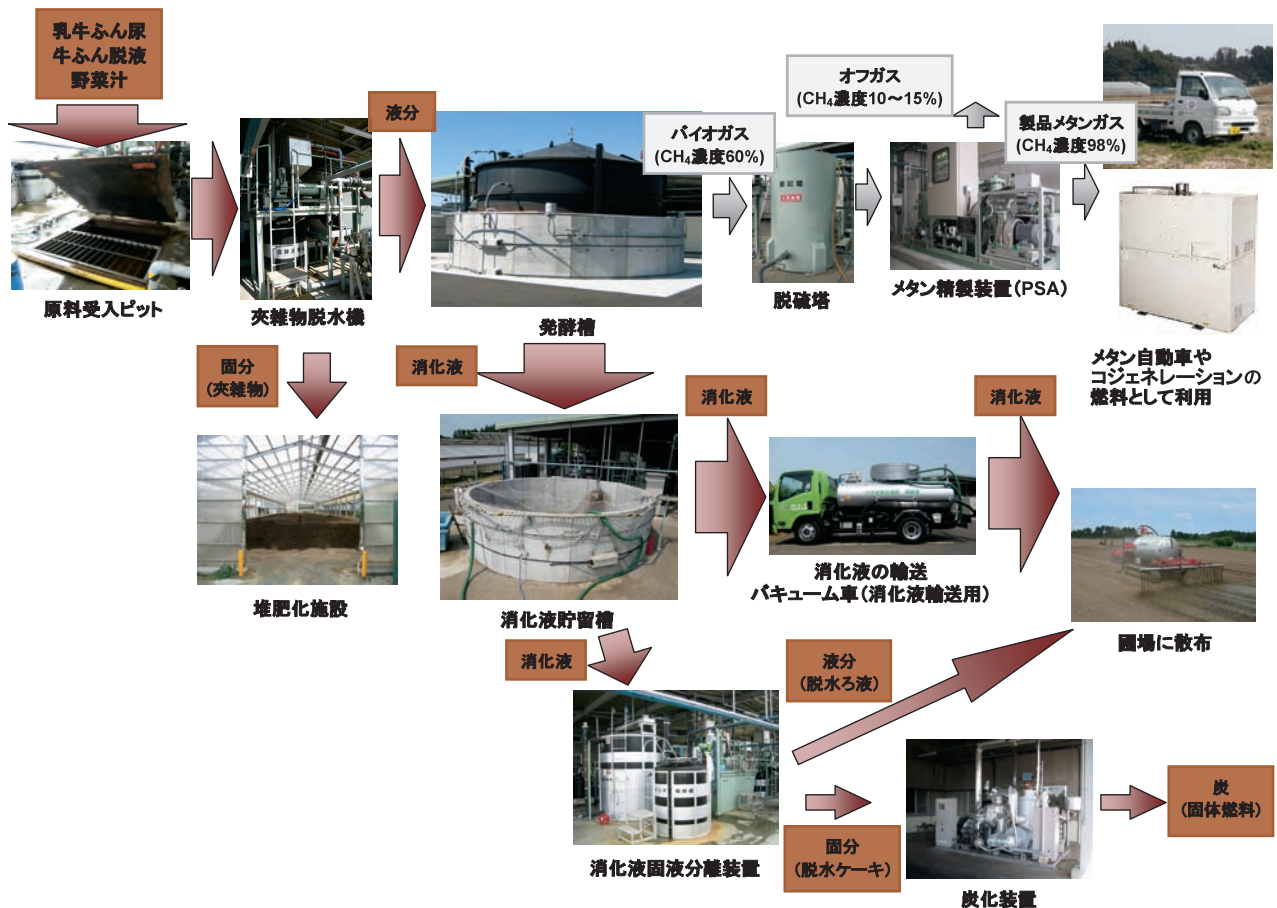 乳牛ふん尿
牛ふん脱液
野菜汁
原料受入ピット
夾雑物脱水機
液分
発酵槽
バイオガス
(CH₄濃度60%)
脱硫塔
オフガス
(CH₄濃度10～15%)
メタン精製装置(PSA)
製品メタンガス
(CH₄濃度98%)
メタン自動車や
コジェネレーションの
燃料として利用
固分
(夾雑物)
堆肥化施設
消化液
消化液貯留槽
消化液
消化液の輸送
バキューム車(消化液輸送用)
消化液
圃場に散布
消化液
消化液固液分離装置
液分
(脱水ろ液)
固分
(脱水ケーキ)
炭化装置
炭
(固体燃料)